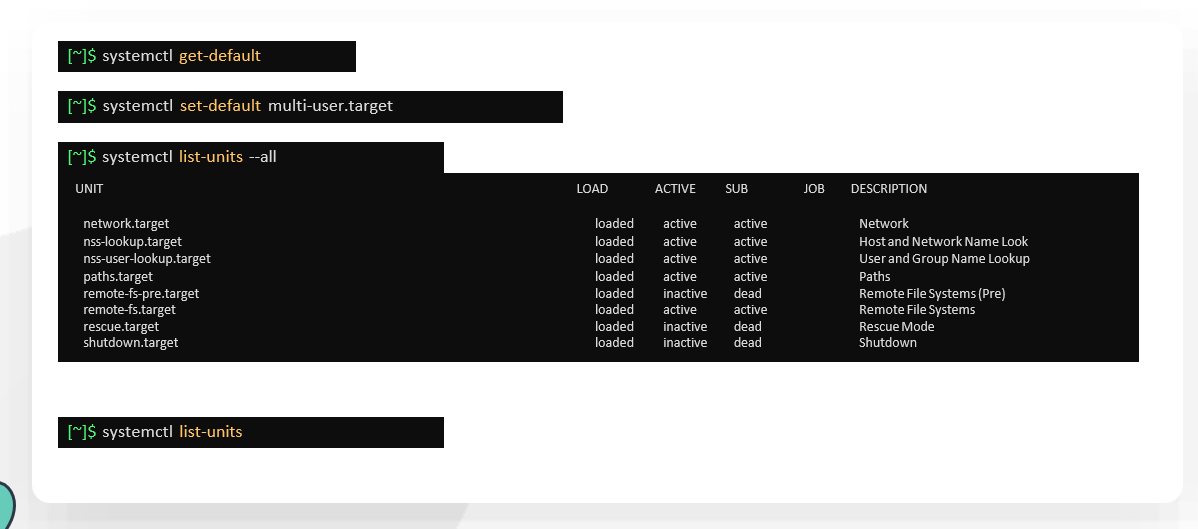 [~]$ systemctl get-default
[~]$ systemctl set-default multi-user.target
[~]$ systemctl list-units --all
UNIT LOAD ACTIVE SUB JOB DESCRIPTION
network.target loaded active active Network
nss-lookup.target loaded active active Host and Network Name Look
nss-user-lookup.target loaded active active User and Group Name Lookup
paths.target loaded active active Paths
remote-fs-pre.target loaded inactive dead Remote File Systems (Pre)
remote-fs.target loaded active active Remote File Systems
rescue.target loaded inactive dead Rescue Mode
shutdown.target loaded inactive dead Shutdown
[~]$ systemctl list-units